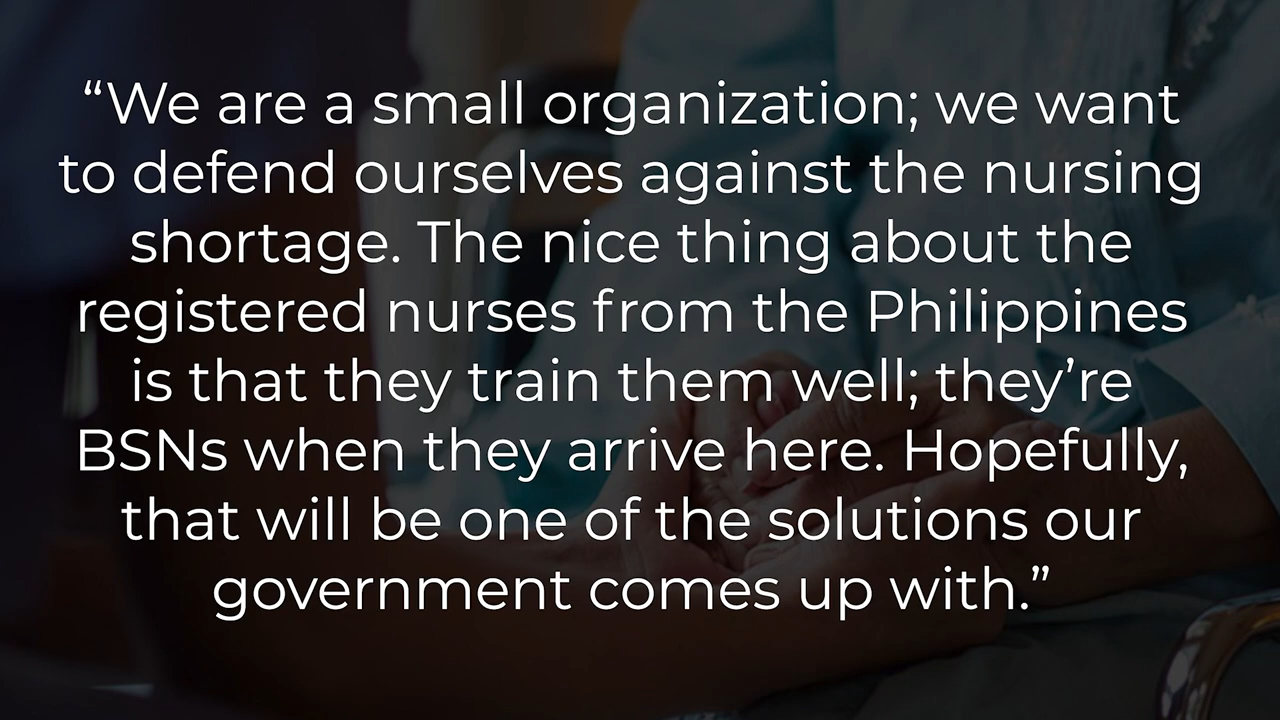 “We are a small organization; we want
to defend ourselves against the nursing
shortage. The nice thing about the
registered nurses from the Philippines
is that they train them well; they’re
BSNs when they arrive here. Hopefully,
that will be one of the solutions our
government comes up with.”